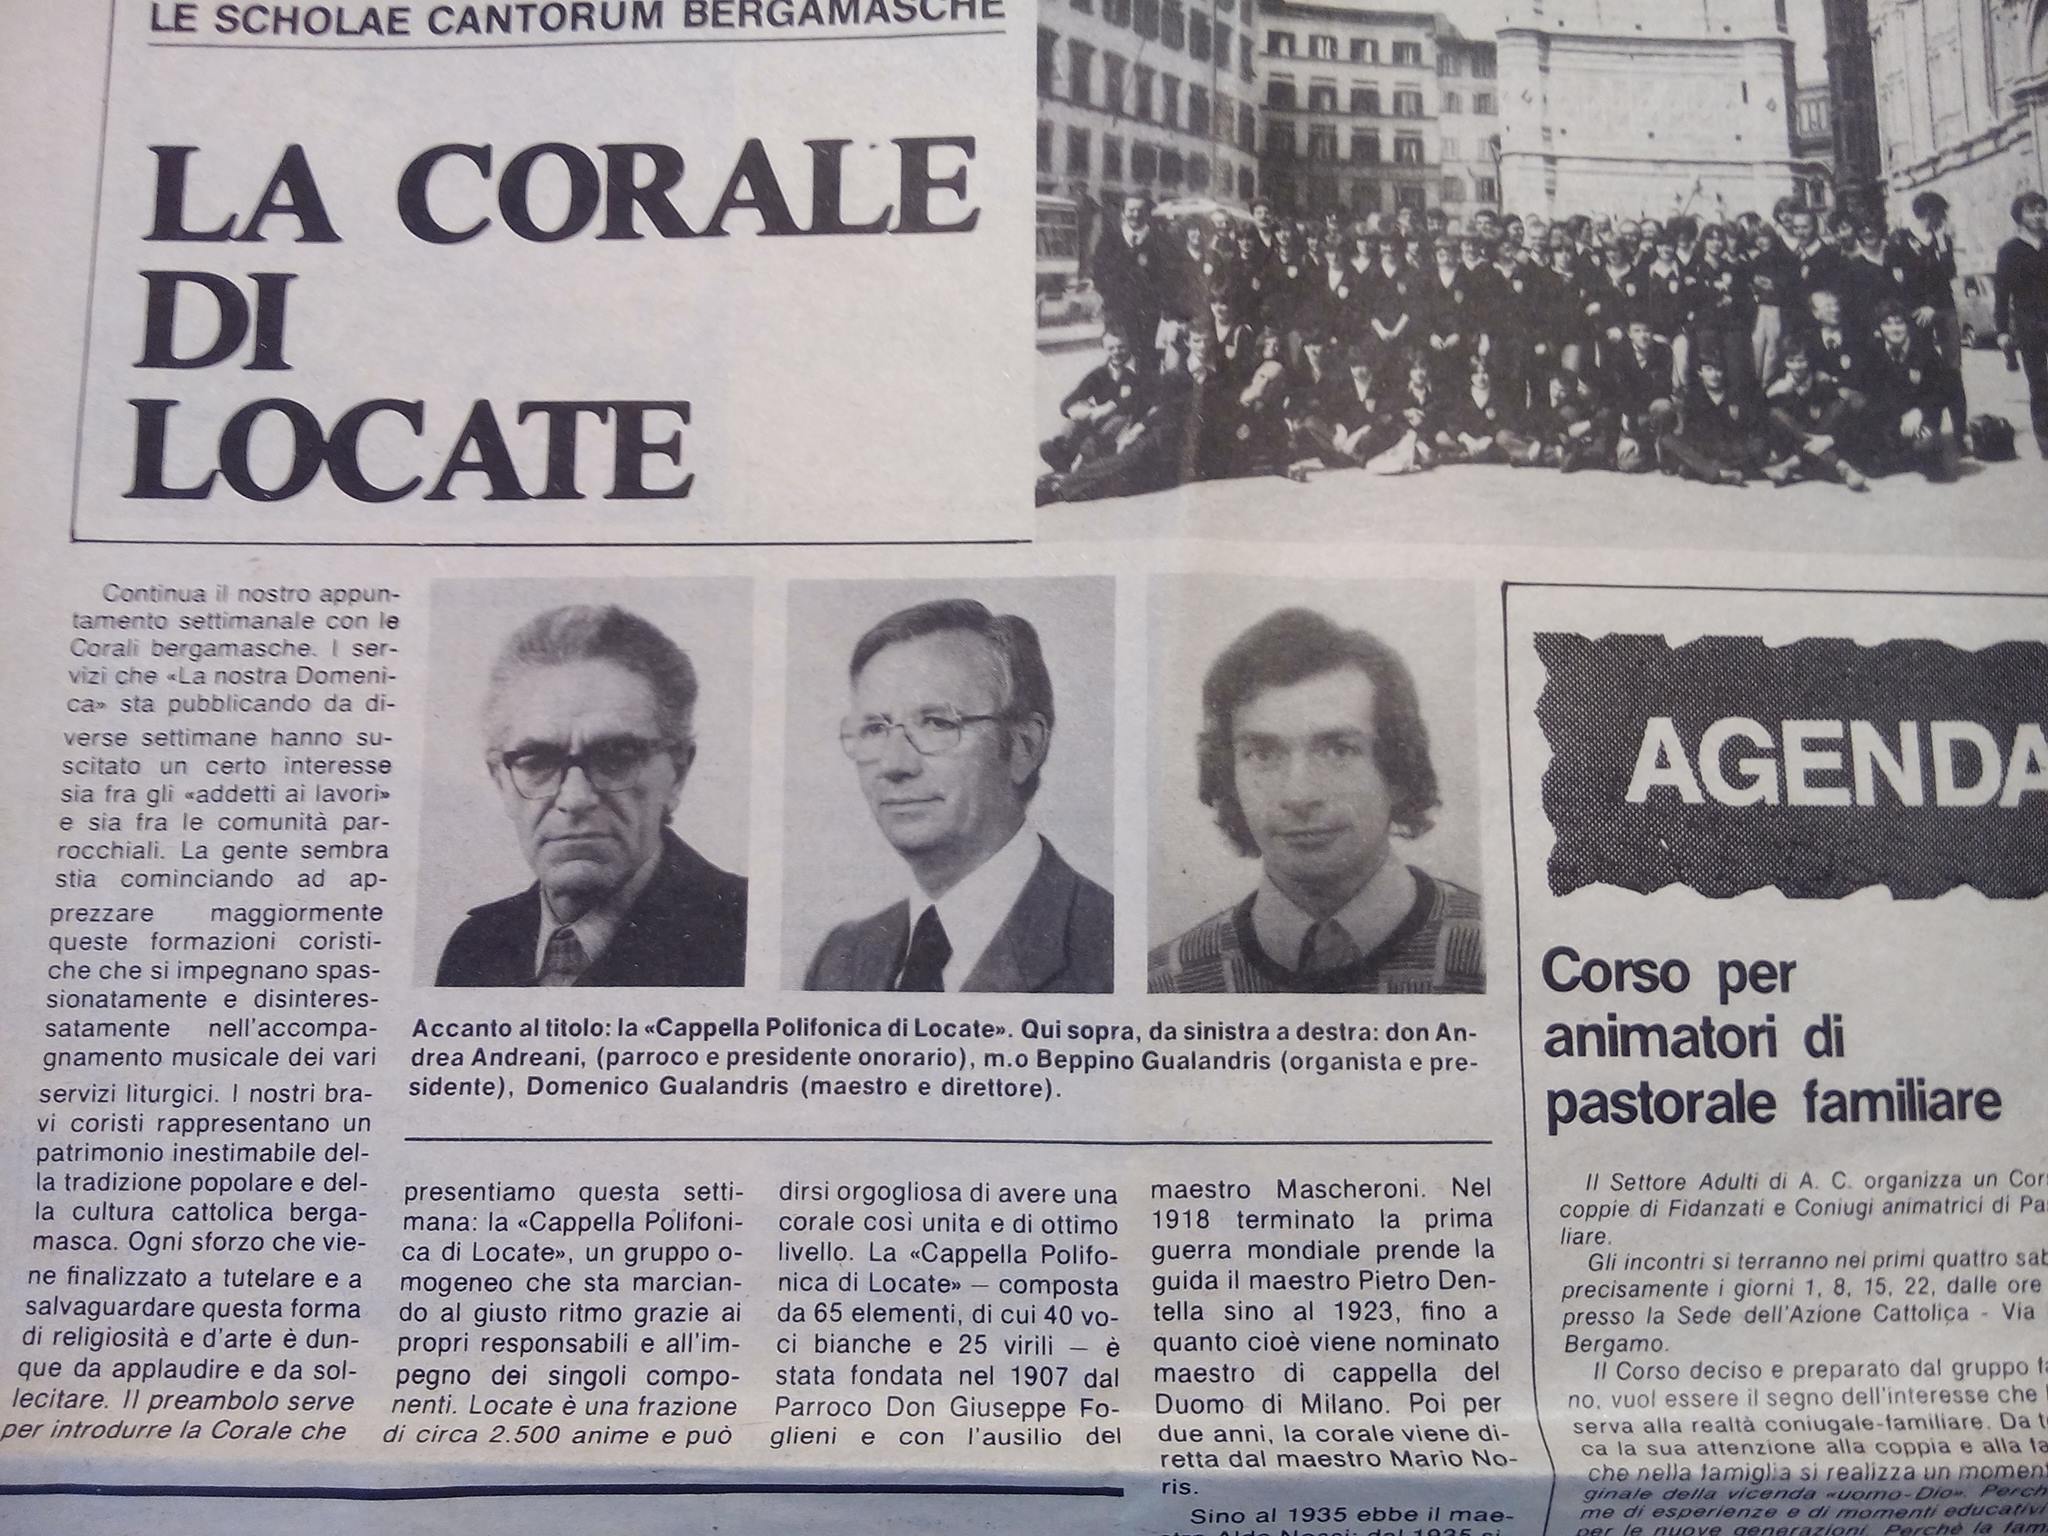 LE SCHOLAE CANTORUM BERGAMASCHE
LA CORALE
DI
LOCATE
Continua il nostro appun-
tamento settimanale con le
Corali bergamasche. I ser-
vizi che «La nostra Domeni-
ca» sta pubblicando da di-
verse settimane hanno su-
scitato un certo interesse
sia fra gli «addetti ai lavori»
e sia fra le comunità par-
rocchiali. La gente sembra
stia cominciando ad ap-
prezzare maggiormente
queste formazioni coristi-
che che si impegnano spas-
sionatamente e disinteres-
satamente nell'accompa-
gnamento musicale dei vari
servizi liturgici. I nostri bra-
vi coristi rappresentano un
patrimonio inestimabile del-
la tradizione popolare e del-
la cultura cattolica berga-
masca. Ogni sforzo che vie-
ne finalizzato a tutelare e a
salvaguardare questa forma
di religiosità e d'arte è dun-
que da applaudire e da sol-
lecitare. Il preambolo serve
per introdurre la Corale che
Accanto al titolo: la «Cappella Polifonica di Locate». Qui sopra, da sinistra a destra: don An-
drea Andreani, (parroco e presidente onorario), m.o Beppino Gualandris (organista e pre-
sidente), Domenico Gualandris (maestro e direttore).
presentiamo questa setti-
mana: la «Cappella Polifoni-
ca di Locate», un gruppo o-
mogeneo che sta marcian-
do al giusto ritmo grazie ai
propri responsabili e all'im-
pegno dei singoli compo-
nenti. Locate è una frazione
di circa 2.500 anime e può
dirsi orgogliosa di avere una
corale cosi unita e di ottimo
livello. La «Cappella Polifo-
nica di Locate» — composta
da 65 elementi, di cui 40 vo-
ci bianche e 25 virili — è
stata fondata nel 1907 dal
Parroco Don Giuseppe Fo-
glieni e con l'ausilio del
maestro Mascheroni. Nel
1918 terminato la prima
guerra mondiale prende la
guida il maestro Pietro Den-
tella sino al 1923, fino a
quanto cioè viene nominato
maestro di cappella del
Duomo di Milano. Poi per
due anni, la corale viene di-
retta dal maestro Mario No-
ris.
Sino al 1935 ebbe il mae-
AGENDA
Corso per
animatori di
pastorale familiare
Il Settore Adulti di A. C. organizza un
coppie di Fidanzati e Coniugi animatrici di
liare.
Gli incontri si terranno nei primi quattro
precisamente i giorni 1, 8, 15, 22, dalle ore
presso la Sede dell'Azione Cattolica - Via
Bergamo.
Il Corso deciso e preparato dal gruppo
no, vuol essere il segno dell'interesse che
serva alla realtà coniugale-familiare. Da
ca la sua attenzione alla coppia e alla
che nella famiglia si realizza un
ginale della vicenda «uomo-Dio».
me di esperienze e di momenti educativi
per le nuove generazioni. Perchè la